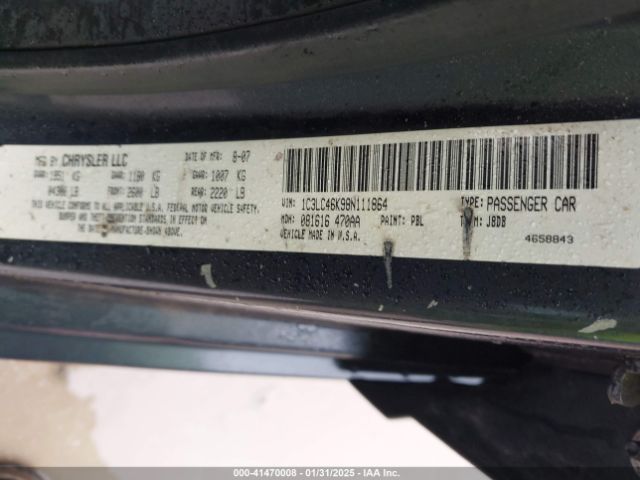 MFG BY CHRYSLER LLC DATE OF MFR 8-07
GVWR 1951 KG 1180 KG GAWR 1007 KG
04300 LB FRONT 2600 LB REAR 2220 LB
THIS VEHICLE CONFORMS TO ALL APPLICABLE U.S.A. FEDERAL MOTOR VEHICLE SAFETY,
BUMPER AND THEFT PREVENTION STANDARDS IN EFFECT ON
THE DATE OF MANUFACTURE SHOWN ABOVE.
VIN: 1C3LC46K98N111864 TYPE: PASSENGER CAR
MDH: 081616 470AA PAINT: PBL TRIM: J8DB
VEHICLE MADE IN U.S.A. 4658843
000-41470008 | 01/31/2025 | IAA, Inc.